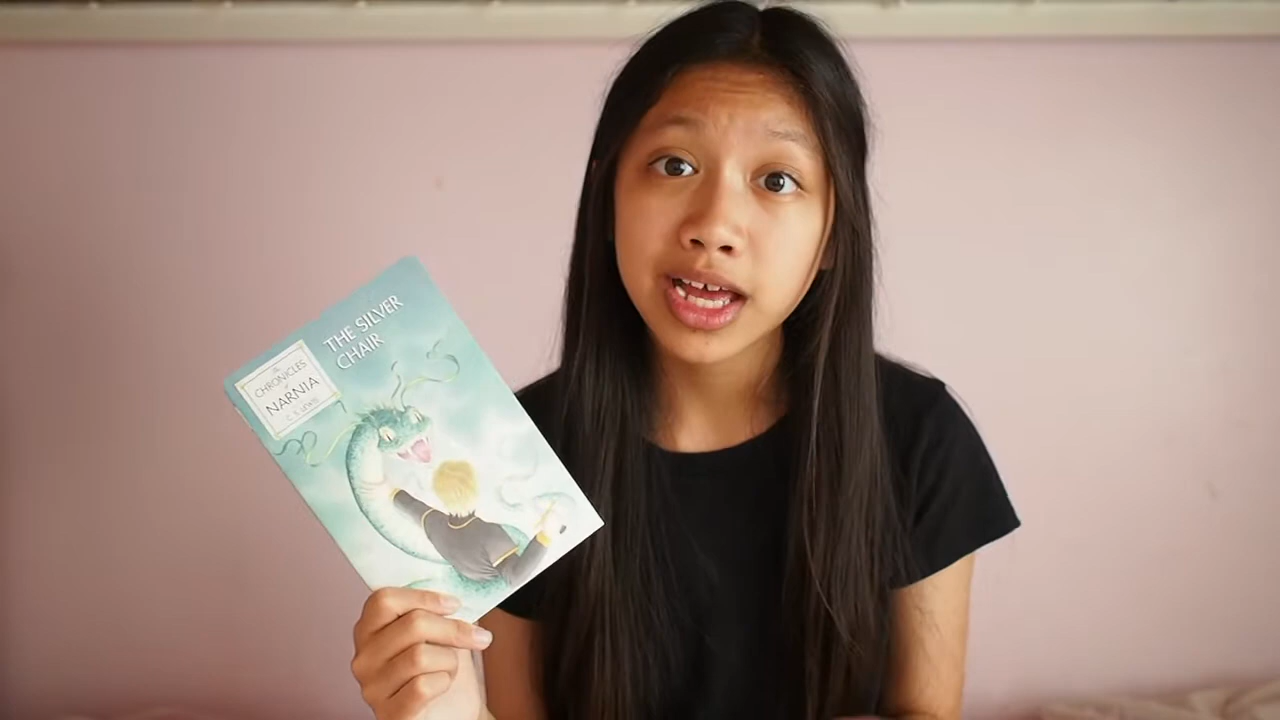 THE SILVER
CHAIR
The
CHRONICLES
of
NARNIA
C. S. LEWIS